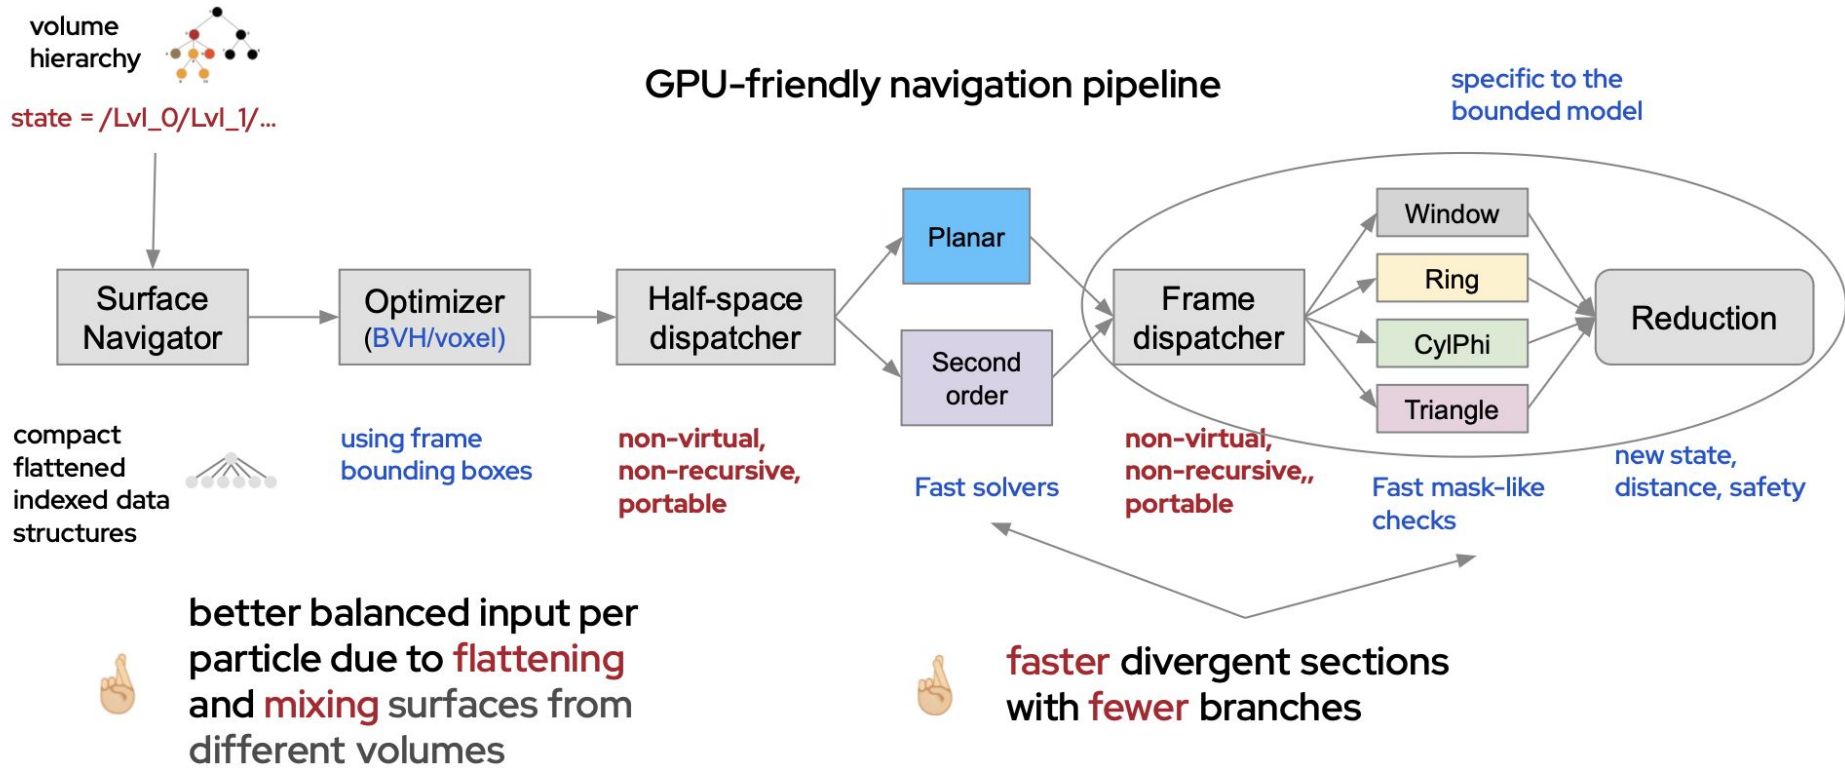 volume
hierarchy
state = /Lvl_0/Lvl_1/...
GPU-friendly navigation pipeline
specific to the
bounded model
Surface
Navigator
Optimizer
(BVH/voxel)
Half-space
dispatcher
Planar
Second
order
Frame
dispatcher
Window
Ring
CylPhi
Triangle
Reduction
compact
flattened
indexed data
structures
using frame
bounding boxes
non-virtual,
non-recursive,
portable
Fast solvers
non-virtual,
non-recursive,,
portable
Fast mask-like
checks
new state,
distance, safety
better balanced input per
particle due to flattening
and mixing surfaces from
different volumes
faster divergent sections
with fewer branches